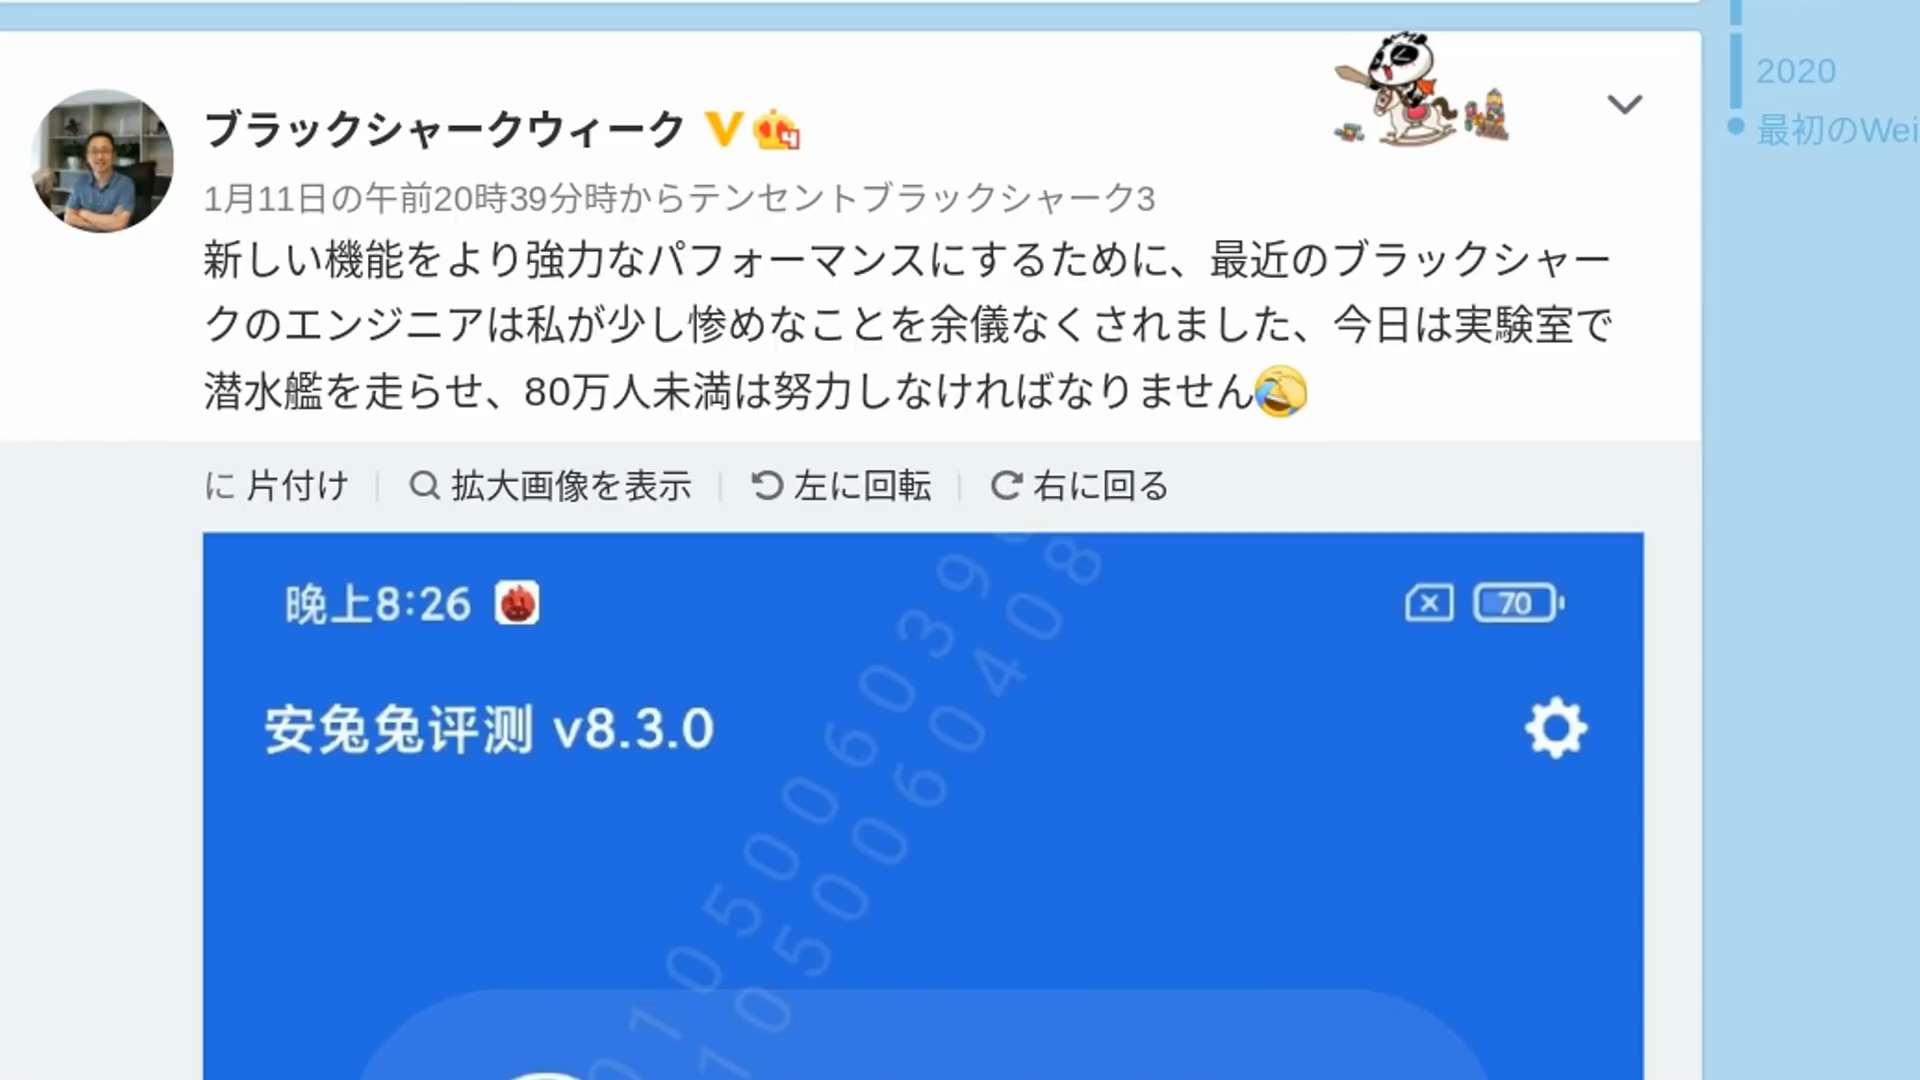 2020
最初のWei
ブラックシャークウィーク
1月11日の午前20時39分時からテンセントブラックシャーク3
新しい機能をより強力なパフォーマンスにするために、最近のブラックシャー
クのエンジニアは私が少し惨めなことを余儀なくされました、今日は実験室で
潜水艦を走らせ、80万人未満は努力しなければなりません
に 片付け 拡大画像を表示 左に回転 右に回る
晚上8:26 70
安兔兔评测 v8.3.0